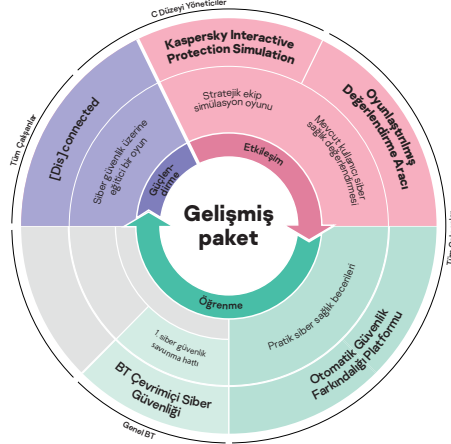 C Düzeyi Yöneticiler
Kaspersky Interactive
Protection Simulation
Stratejik ekip
simülasyon oyunu
Oyunlaştırılmış
Değerlendirme Aracı
Mevcut kullanıcı siber
sağlık değerlendirmesi
Tüm Çalışanlar
[Dis]connected
Siber güvenlik üzerine
eğitici bir oyun
Güçlen-
dirme
Etkileşim
Gelişmiş
paket
Öğrenme
Pratik siber sağlık becerileri
Otomatik Güvenlik
Farkındalığı Platformu
1. siber güvenlik
savunma hattı
BT Çevrimiçi Siber
Güvenliği
Genel BT